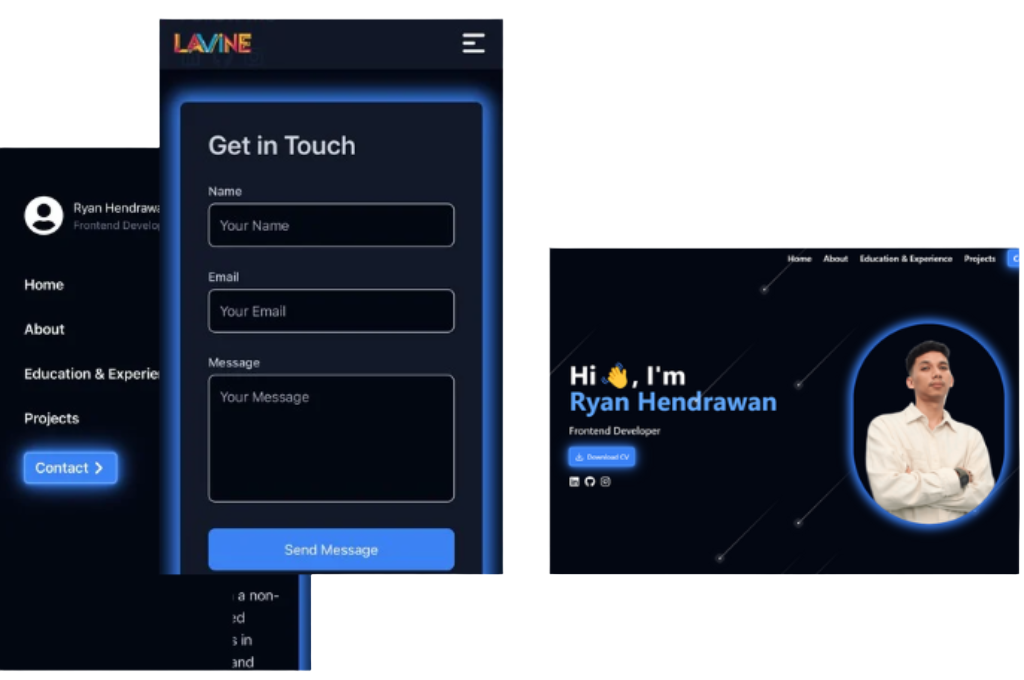 LAVINE
Get in Touch
Name
Your Name
Email
Your Email
Message
Your Message
Send Message
Ryan Hendrawa
Frontend Develop
Home
About
Education & Experie
Projects
Contact
a non-
ed
s in
and
Home About Education & Experience Projects C
Hi 👋, I'm
Ryan Hendrawan
Frontend Developer
Download CV